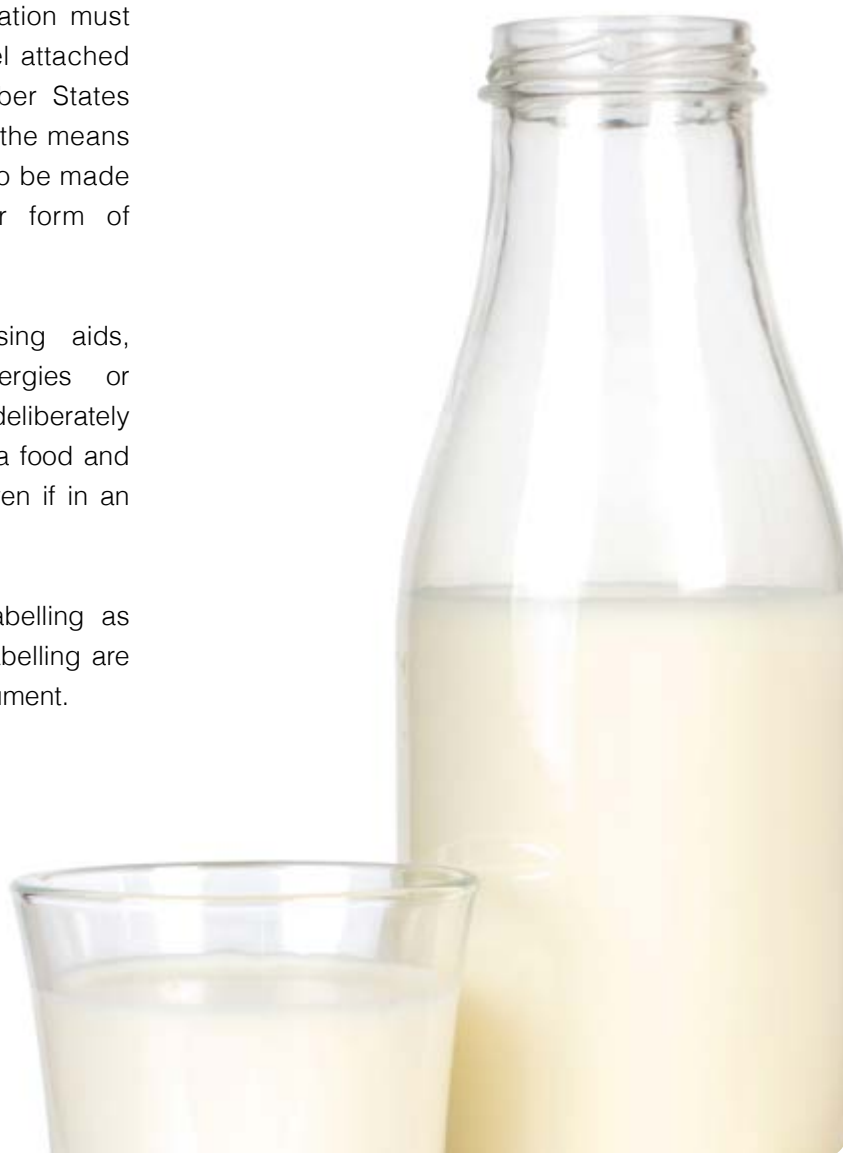 ation must
el attached
ber States
the means
o be made
r form of
sing aids,
ergies or
deliberately
a food and
en if in an
abelling as
abelling are
ument.